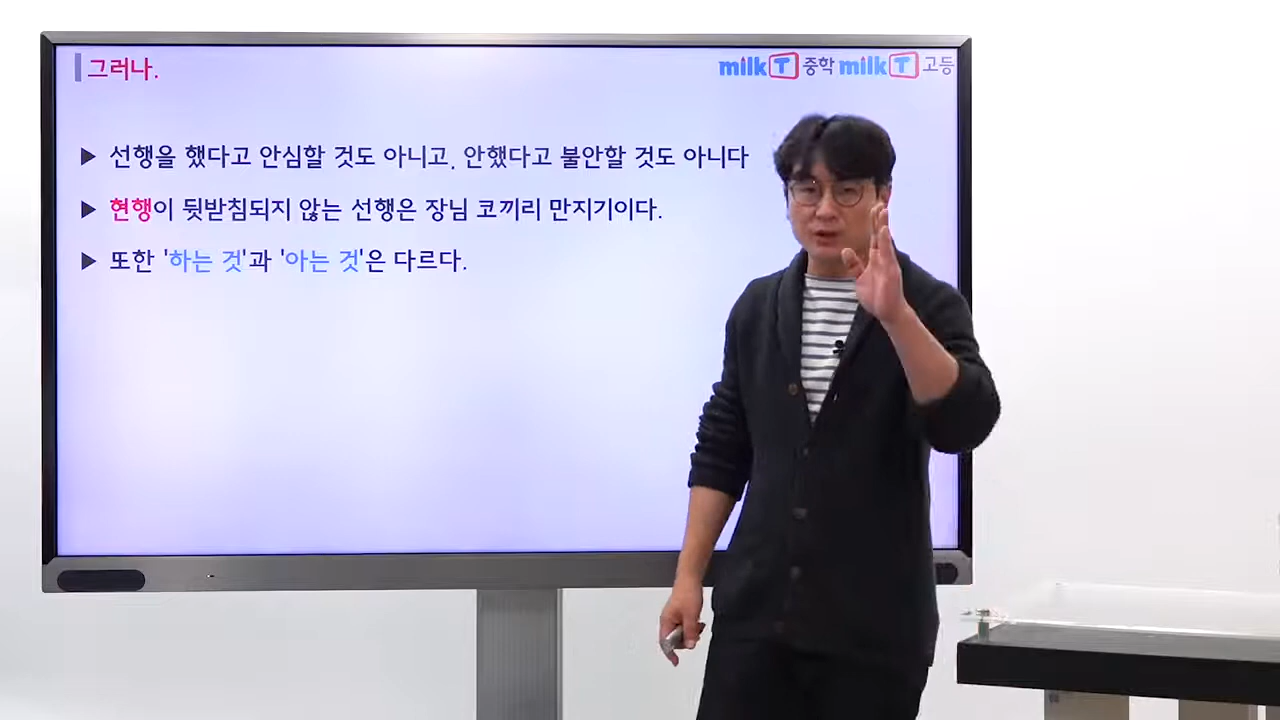 그러나.
milk T 중학 milk T 고등
▶ 선행을 했다고 안심할 것도 아니고, 안했다고 불안할 것도 아니다
▶ 현행이 뒷받침되지 않는 선행은 장님 코끼리 만지기이다.
▶ 또한 '하는 것'과 '아는 것'은 다르다.